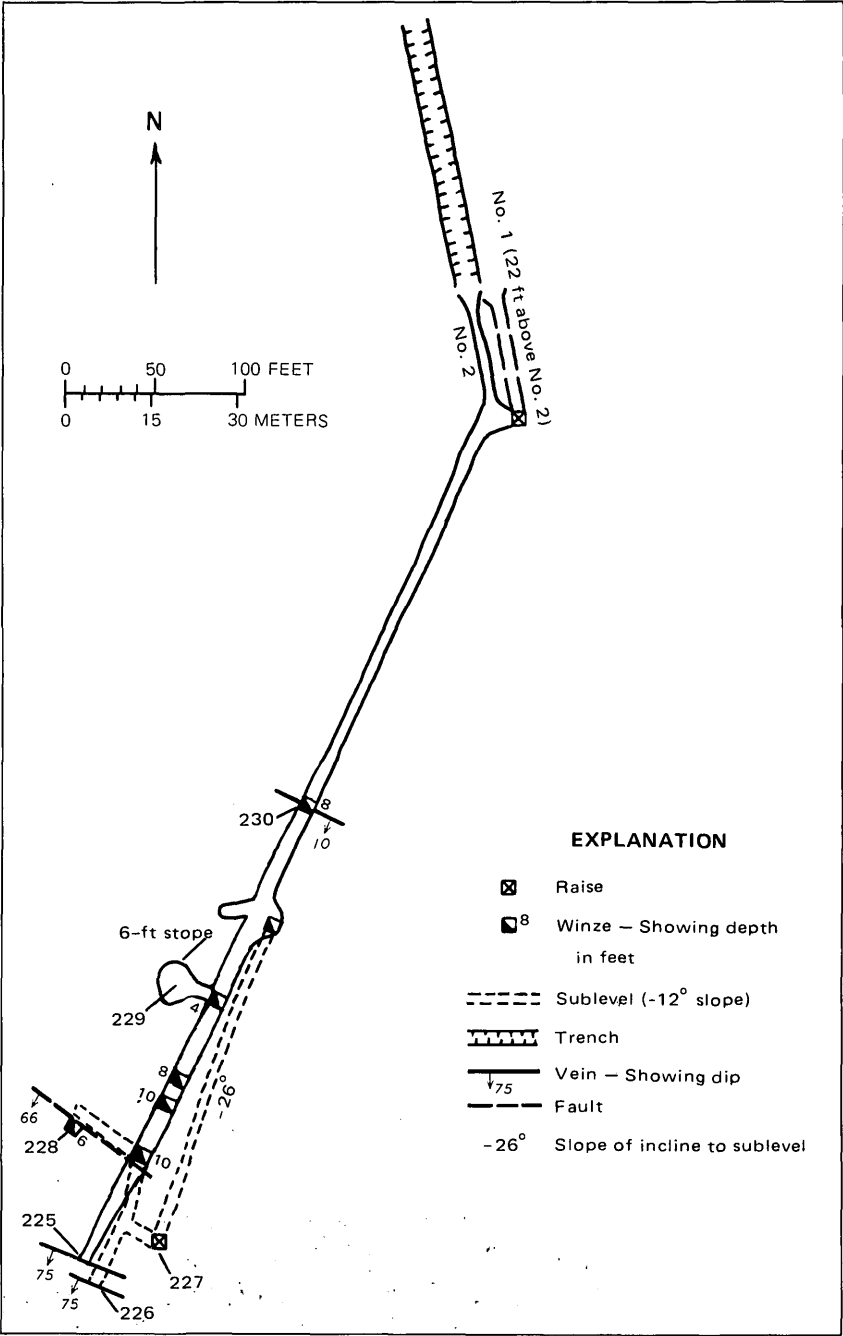 N
No. 1 (22 ft above No. 2)
No. 2
0 50 100 FEET
0 15 30 METERS
230
8
10
6-ft stope
229
4
8
10
-26°
66
228
6
10
225
75
75
226
227
EXPLANATION
Raise
8 Winze – Showing depth
in feet
Sublevel (-12° slope)
Trench
Vein – Showing dip
75
Fault
-26° Slope of incline to sublevel